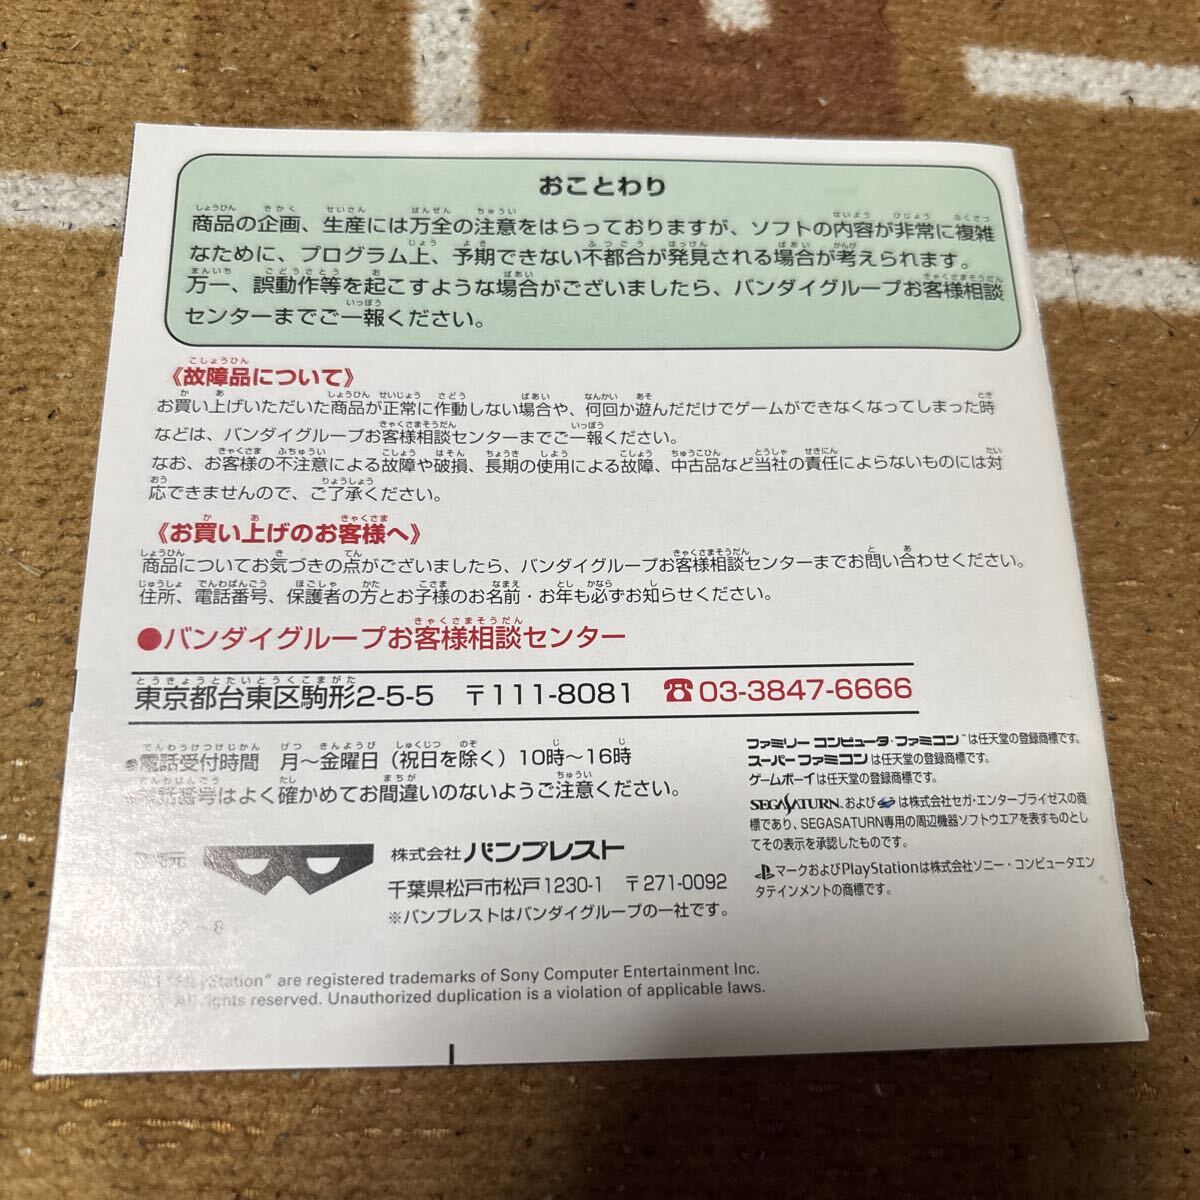 おことわり
商品の企画、生産には万全の注意をはらっておりますが、ソフトの内容が非常に複雑
なために、プログラム上、予期できない不都合が発見される場合が考えられます。
万一、誤動作等を起こすような場合がございましたら、バンダイグループお客様相談
センターまでご一報ください。
《故障品について》
お買い上げいただいた商品が正常に作動しない場合や、何回か遊んだだけでゲームができなくなってしまった時
などは、バンダイグループお客様相談センターまでご一報ください。
なお、お客様の不注意による故障や破損、長期の使用による故障、中古品など当社の責任によらないものには対
応できませんので、ご了承ください。
《お買い上げのお客様へ》
商品についてお気づきの点がございましたら、バンダイグループお客様相談センターまでお問い合わせください。
住所、電話番号、保護者の方とお子様のお名前・お年も必ずお知らせください。
●バンダイグループお客様相談センター
東京都台東区駒形2-5-5 〒111-8081 ☎03-3847-6666
●電話受付時間 月〜金曜日（祝日を除く）10時〜16時
電話番号はよく確かめてお間違いのないようご注意ください。
ファミリーコンピュータ・ファミコン™は任天堂の登録商標です。
スーパーファミコンは任天堂の登録商標です。
ゲームボーイは任天堂の登録商標です。
SEGASATURN™およびは株式会社セガ・エンタープライゼスの商
標であり、SEGASATURN専用の周辺機器ソフトウエアを表すものとし
てその表示を承認したものです。
マークおよびPlayStationは株式会社ソニー・コンピュータエン
タテインメントの商標です。
株式会社バンプレスト
千葉県松戸市松戸1230-1 〒271-0092
※バンプレストはバンダイグループの一社です。
"PlayStation" are registered trademarks of Sony Computer Entertainment Inc.
All rights reserved. Unauthorized duplication is a violation of applicable laws.